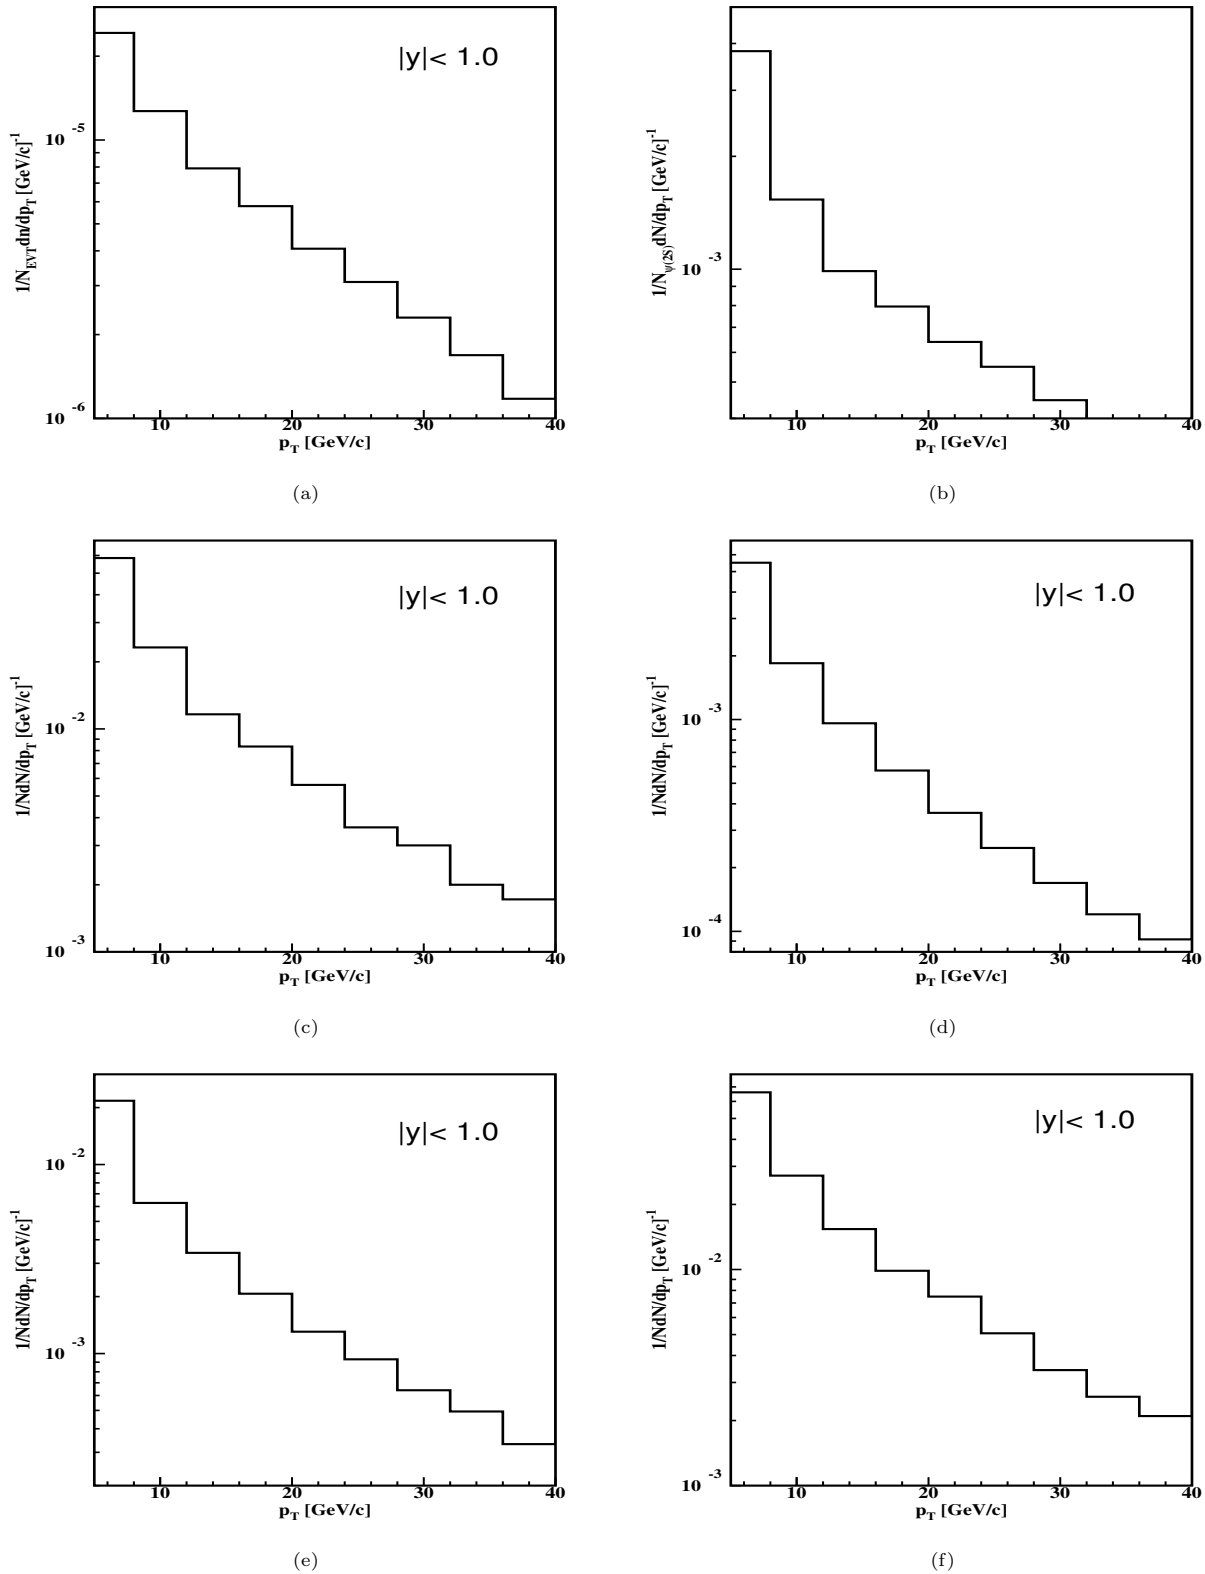 |y|< 1.0
10 -5
10 -6
1/N_EVT dn/dp_T [GeV/c]^-1
10 20 30 40
p_T [GeV/c]
(a)
10 -3
1/N_ψ(2S) dN/dp_T [GeV/c]^-1
10 20 30 40
p_T [GeV/c]
(b)
|y|< 1.0
10 -2
10 -3
1/NdN/dp_T [GeV/c]^-1
10 20 30 40
p_T [GeV/c]
(c)
|y|< 1.0
10 -3
10 -4
1/NdN/dp_T [GeV/c]^-1
10 20 30 40
p_T [GeV/c]
(d)
|y|< 1.0
10 -2
10 -3
1/NdN/dp_T [GeV/c]^-1
10 20 30 40
p_T [GeV/c]
(e)
|y|< 1.0
10 -2
10 -3
1/NdN/dp_T [GeV/c]^-1
10 20 30 40
p_T [GeV/c]
(f)